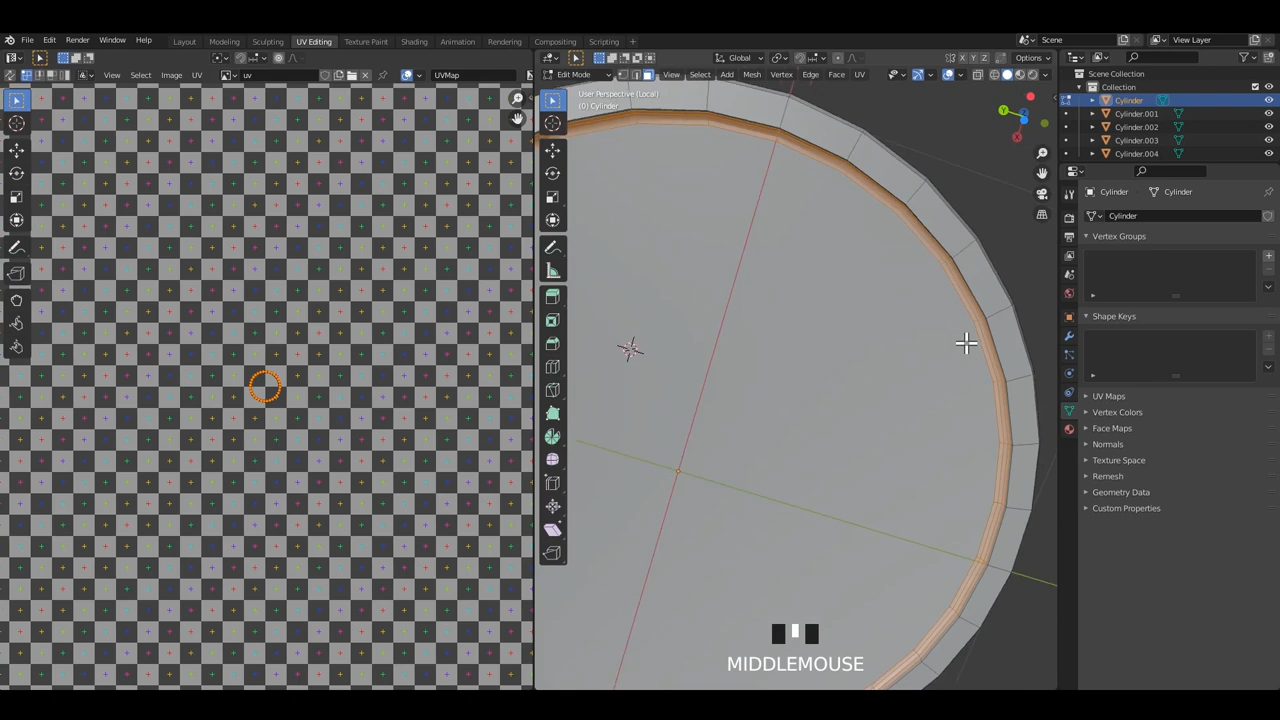 File Edit Render Window Help
Layout Modeling Sculpting UV Editing Texture Paint Shading Animation Rendering Compositing Scripting +
Scene
View Layer
Global
Options
View Select Image UV
uv
UVMap
Edit Mode
View Select Add Mesh Vertex Edge Face UV
X Y Z
User Perspective (Local)
(0) Cylinder
Scene Collection
Collection
Cylinder
Cylinder.001
Cylinder.002
Cylinder.003
Cylinder.004
Cylinder
Cylinder
Cylinder
Vertex Groups
Shape Keys
UV Maps
Vertex Colors
Face Maps
Normals
Texture Space
Remesh
Geometry Data
Custom Properties
MIDDLEMOUSE